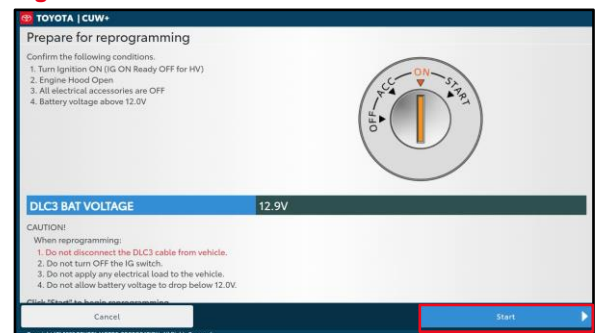 TOYOTA | CUW+
Prepare for reprogramming
Confirm the following conditions.
1. Turn Ignition ON (IG ON Ready OFF for HV)
2. Engine Hood Open
3. All electrical accessories are OFF
4. Battery voltage above 12.0V
OFF ACC ON START
DLC3 BAT VOLTAGE 12.9V
CAUTION!
When reprogramming:
1. Do not disconnect the DLC3 cable from vehicle.
2. Do not turn OFF the IG switch.
3. Do not apply any electrical load to the vehicle.
4. Do not allow battery voltage to drop below 12.0V.
Click "Start" to begin reprogramming
Cancel Start